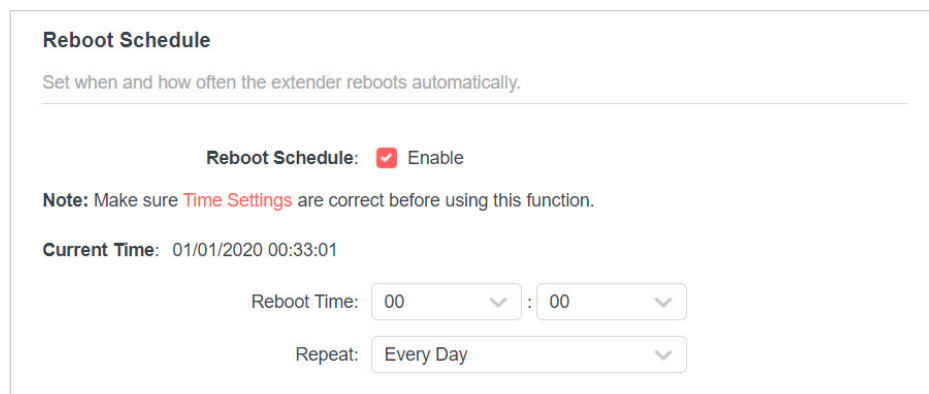 Reboot Schedule
Set when and how often the extender reboots automatically.
Reboot Schedule: Enable
Note: Make sure Time Settings are correct before using this function.
Current Time: 01/01/2020 00:33:01
Reboot Time: 00 : 00
Repeat: Every Day